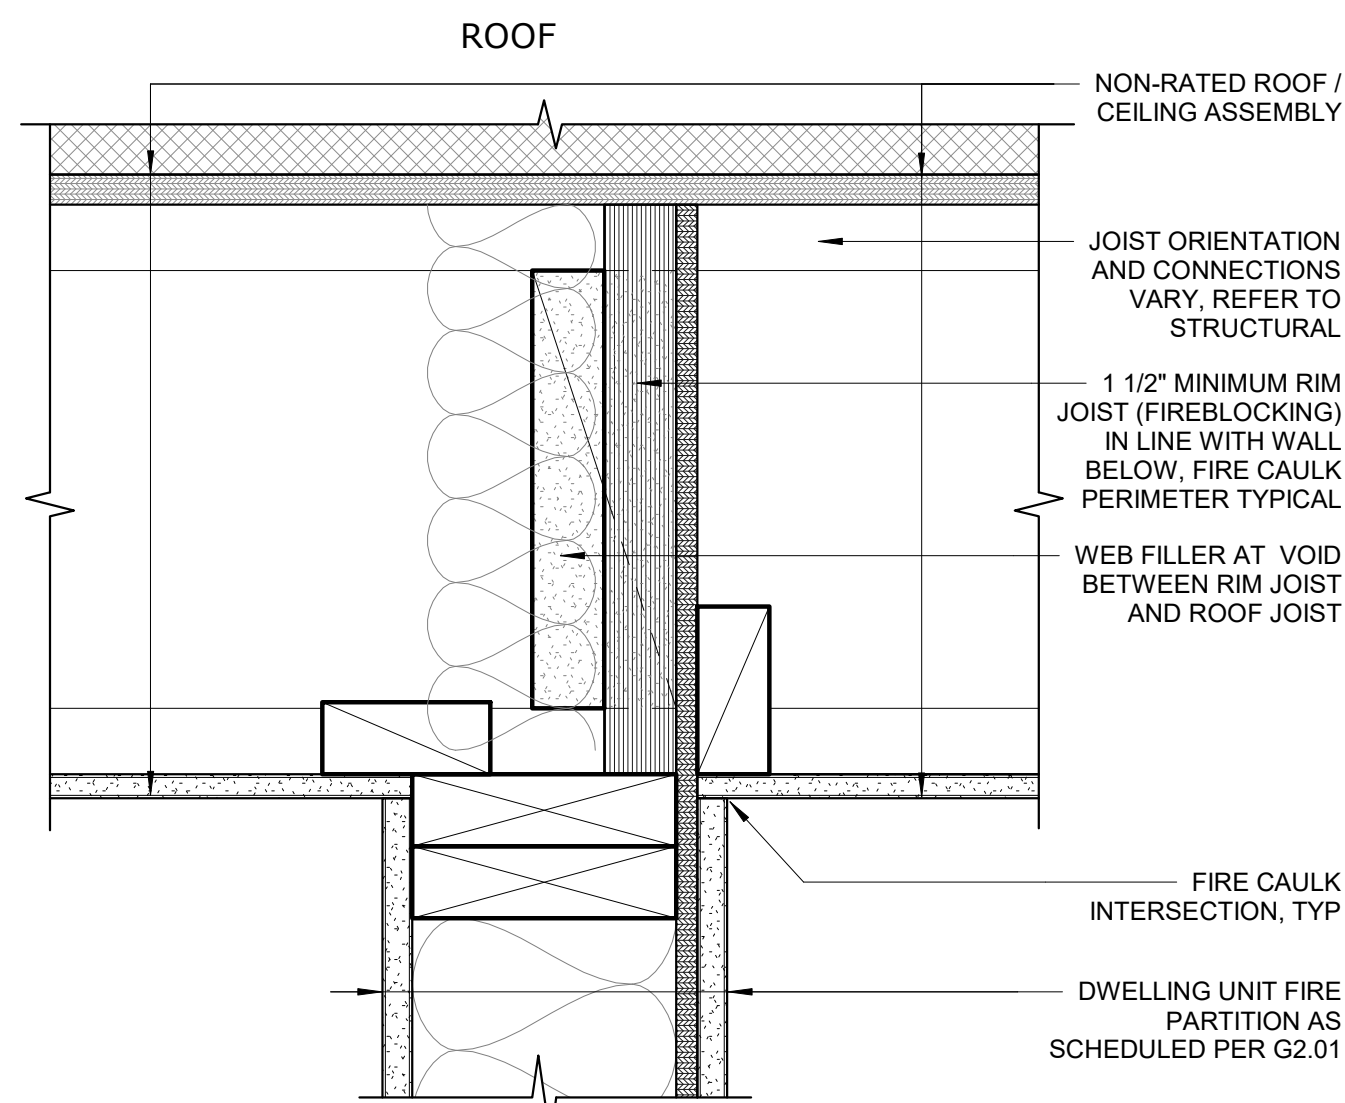 ROOF
NON-RATED ROOF /
CEILING ASSEMBLY
JOIST ORIENTATION
AND CONNECTIONS
VARY, REFER TO
STRUCTURAL
1 1/2" MINIMUM RIM
JOIST (FIREBLOCKING)
IN LINE WITH WALL
BELOW, FIRE CAULK
PERIMETER TYPICAL
WEB FILLER AT VOID
BETWEEN RIM JOIST
AND ROOF JOIST
FIRE CAULK
INTERSECTION, TYP
DWELLING UNIT FIRE
PARTITION AS
SCHEDULED PER G2.01